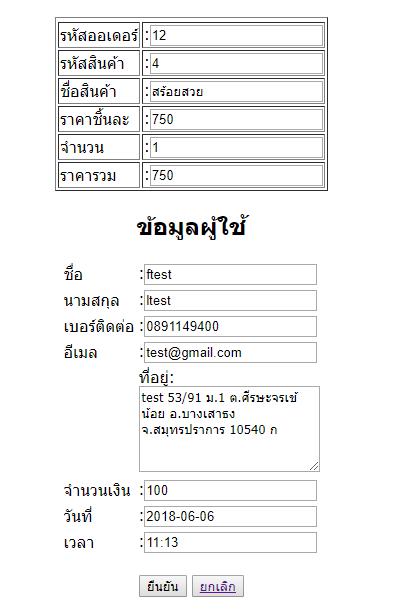 รหัสออเดอร์ :12
รหัสสินค้า :4
ชื่อสินค้า :สร้อยสวย
ราคาชิ้นละ :750
จำนวน :1
ราคารวม :750
ข้อมูลผู้ใช้
ชื่อ :ftest
นามสกุล :ltest
เบอร์ติดต่อ :0891149400
อีเมล :test@gmail.com
ที่อยู่:
test 53/91 ม.1 ต.ศีรษะจรเข้
น้อย อ.บางเสาธง
จ.สมุทรปราการ 10540 ก
จำนวนเงิน :100
วันที่ :2018-06-06
เวลา :11:13
ยืนยัน ยกเลิก